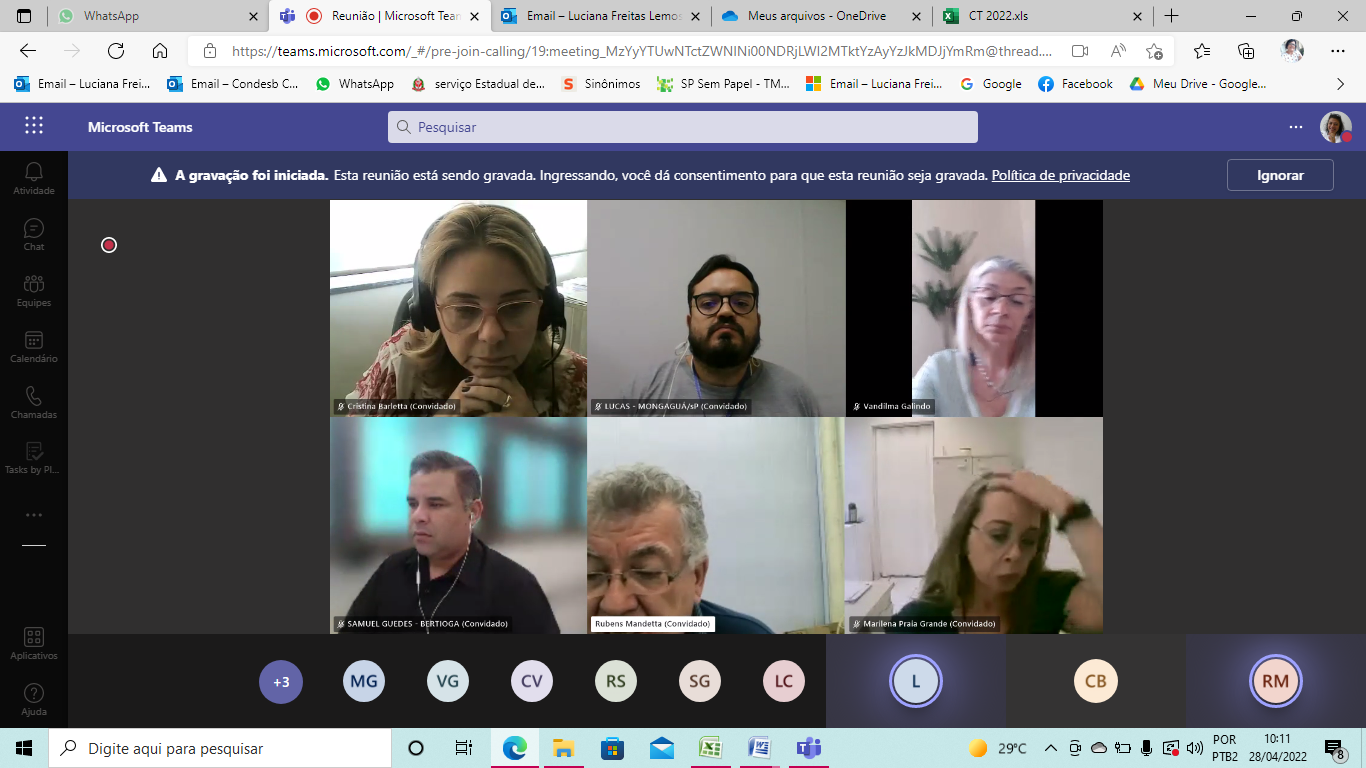 WhatsApp
Reunião | Microsoft Tea
Email – Luciana Freitas Lemos
Meus arquivos - OneDrive
CT 2022.xls
https://teams.microsoft.com/_#/pre-join-calling/19:meeting_MzYyYTUwNTctZWNlNi00NDRjLWI2MTktYzAyYzJkMDJjYmRm@thread....
Email – Luciana Frei...
Email – Condesb C...
WhatsApp
serviço Estadual de...
Sinônimos
SP Sem Papel - TM...
Email – Luciana Frei...
Google
Facebook
Meu Drive - Google...
Microsoft Teams
Pesquisar
A gravação foi iniciada. Esta reunião está sendo gravada. Ingressando, você dá consentimento para que esta reunião seja gravada. Política de privacidade
Ignorar
Atividade
Chat
Equipes
Calendário
Chamadas
Tasks by Pl...
Aplicativos
Ajuda
Cristina Barletta (Convidado)
LUCAS - MONGAGUÁ/sP (Convidado)
Vandilma Galindo
SAMUEL GUEDES - BERTIOGA (Convidado)
Rubens Mandetta (Convidado)
Marilena Praia Grande (Convidado)
+3
MG
VG
CV
RS
SG
LC
L
CB
RM
Digite aqui para pesquisar
29°C
POR
PTB2
10:11
28/04/2022
8